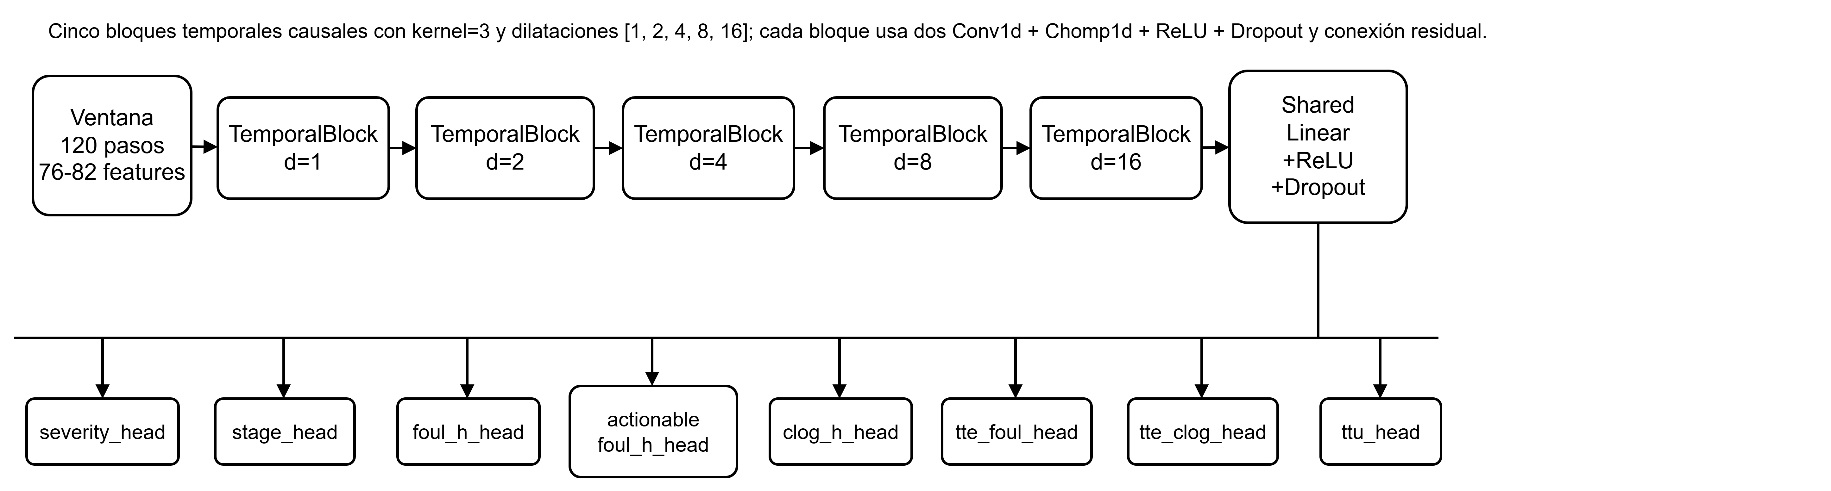 Cinco bloques temporales causales con kernel=3 y dilataciones [1, 2, 4, 8, 16]; cada bloque usa dos Conv1d + Chomp1d + ReLU + Dropout y conexión residual.
Ventana
120 pasos
76-82 features
TemporalBlock
d=1
TemporalBlock
d=2
TemporalBlock
d=4
TemporalBlock
d=8
TemporalBlock
d=16
Shared
Linear
+ReLU
+Dropout
severity_head
stage_head
foul_h_head
actionable
foul_h_head
clog_h_head
tte_foul_head
tte_clog_head
ttu_head